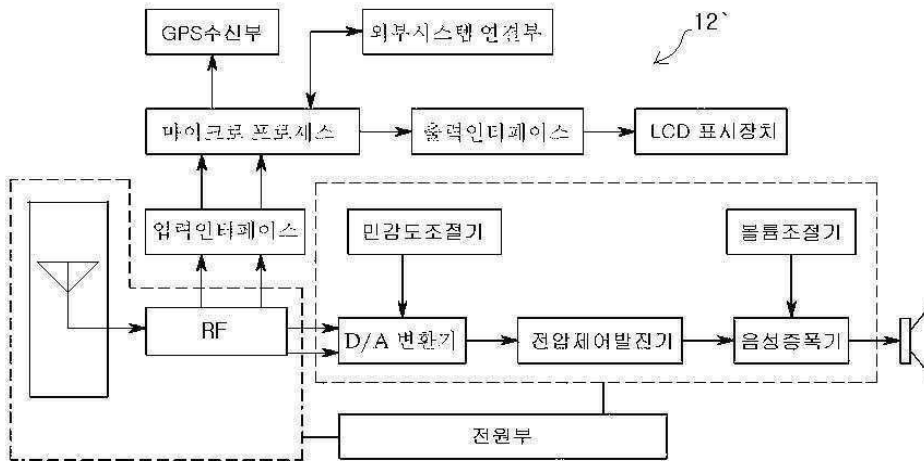 GPS수신부
외부시스템 연결부
12`
마이크로 프로세스
출력인터페이스
LCD 표시장치
입력인터페이스
민감도조절기
볼륨조절기
RF
D/A 변환기
전압제어발진기
음성증폭기
전원부